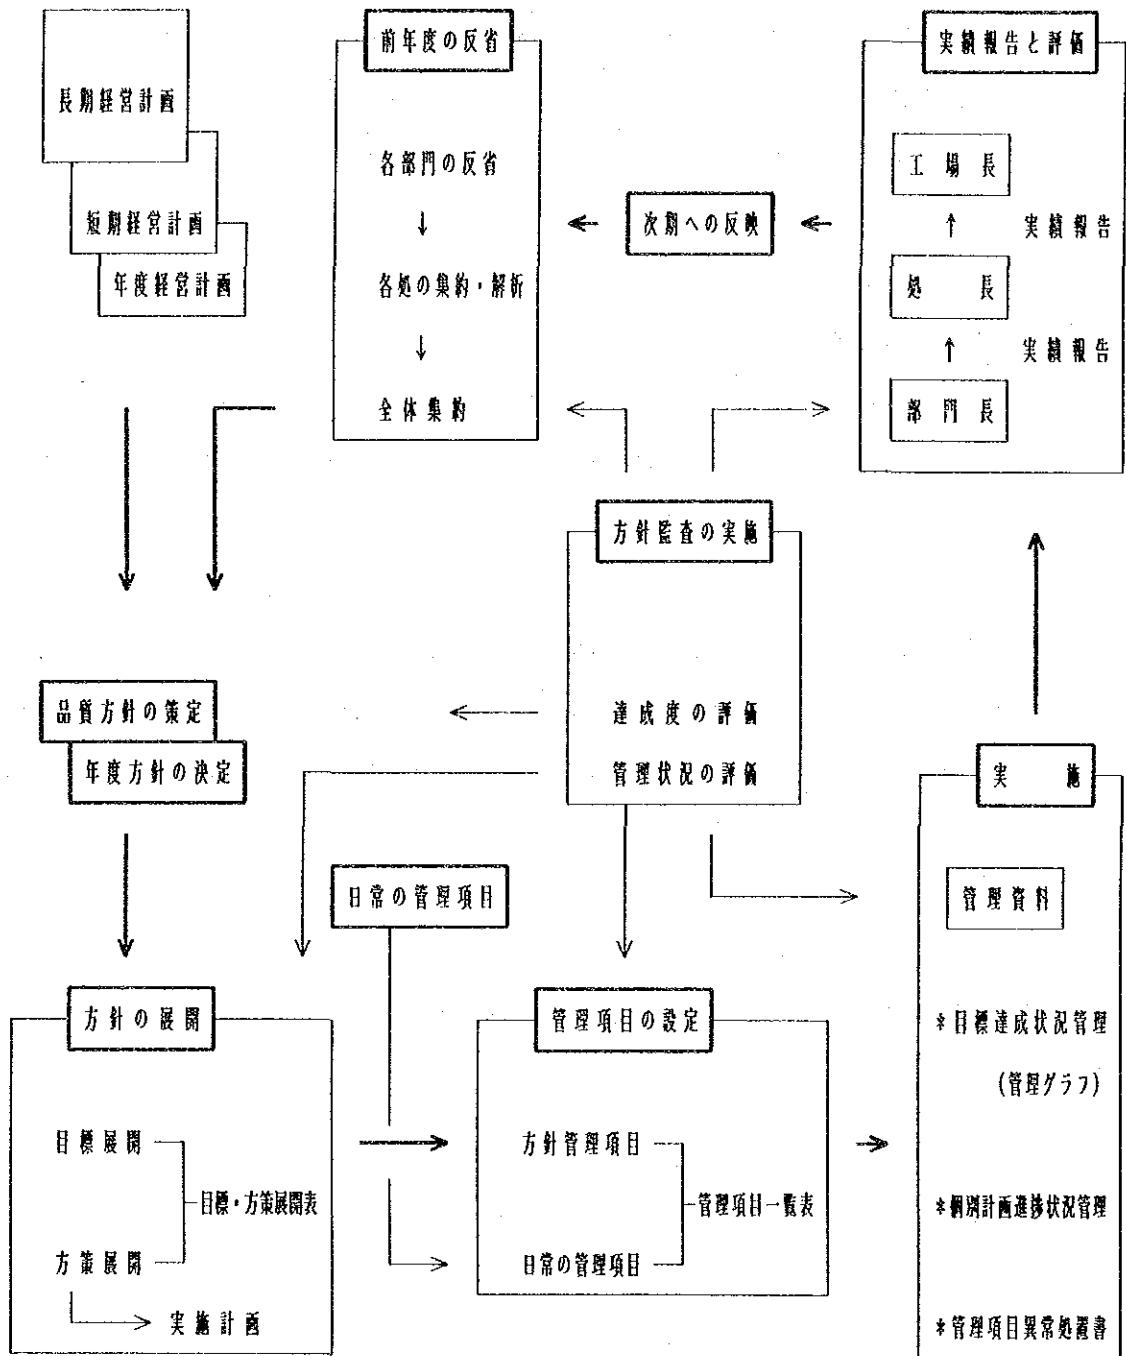 長期経営計画
短期経営計画
年度経営計画
前年度の反省
各部門の反省
↓
各処の集約・解析
↓
全体集約
次期への反映
実績報告と評価
工場長
↑ 実績報告
処長
↑ 実績報告
部門長
方針監査の実施
達成度の評価
管理状況の評価
品質方針の策定
年度方針の決定
日常の管理項目
方針の展開
目標展開
目標・方策展開表
方策展開
実施計画
管理項目の設定
方針管理項目
管理項目一覧表
日常の管理項目
実施
管理資料
*目標達成状況管理
(管理グラフ)
*個別計画進捗状況管理
*管理項目異常処置書